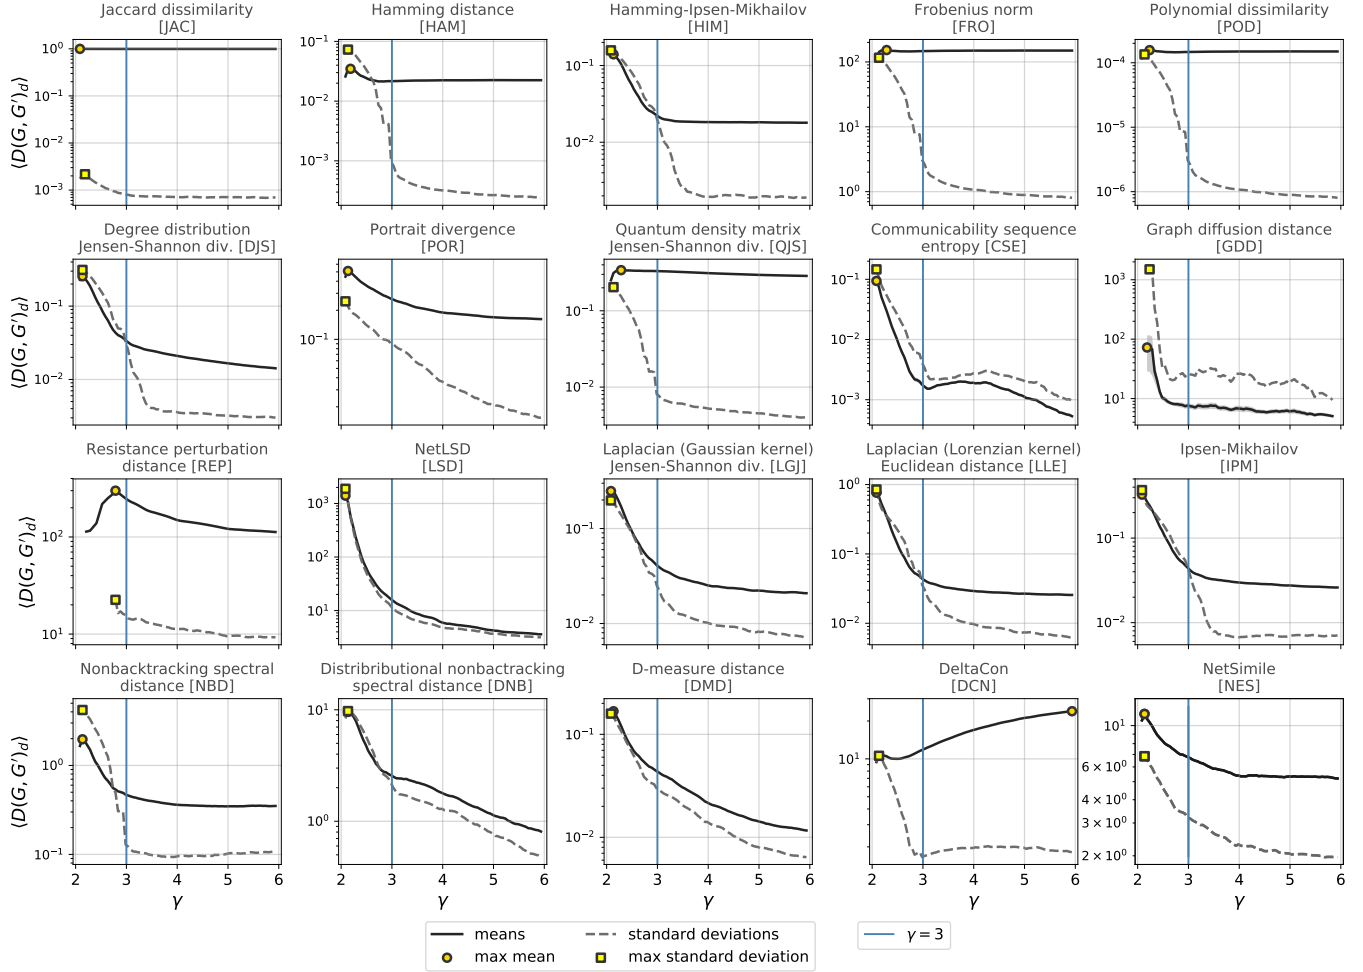 Jaccard dissimilarity
[JAC]
Hamming distance
[HAM]
Hamming-Ipsen-Mikhailov
[HIM]
Frobenius norm
[FRO]
Polynomial dissimilarity
[POD]
⟨D(G, G′)_d⟩
10⁰
10⁻¹
10⁻²
10⁻³
10⁻¹
10⁻²
10⁻³
10⁻¹
10⁻²
10²
10¹
10⁰
10⁻⁴
10⁻⁵
10⁻⁶
Degree distribution
Jensen-Shannon div. [DJS]
Portrait divergence
[POR]
Quantum density matrix
Jensen-Shannon div. [QJS]
Communicability sequence
entropy [CSE]
Graph diffusion distance
[GDD]
⟨D(G, G′)_d⟩
10⁻¹
10⁻²
10⁻¹
10⁻¹
10⁻²
10⁻¹
10⁻²
10⁻³
10³
10²
10¹
Resistance perturbation
distance [REP]
NetLSD
[LSD]
Laplacian (Gaussian kernel)
Jensen-Shannon div. [LGJ]
Laplacian (Lorenzian kernel)
Euclidean distance [LLE]
Ipsen-Mikhailov
[IPM]
⟨D(G, G′)_d⟩
10²
10¹
10³
10²
10¹
10⁻¹
10⁻²
10⁰
10⁻¹
10⁻²
10⁻¹
10⁻²
Nonbacktracking spectral
distance [NBD]
Distribributional nonbactracking
spectral distance [DNB]
D-measure distance
[DMD]
DeltaCon
[DCN]
NetSimile
[NES]
⟨D(G, G′)_d⟩
10⁰
10⁻¹
10¹
10⁰
10⁻¹
10⁻²
10¹
10¹
6 × 10⁰
4 × 10⁰
3 × 10⁰
2 × 10⁰
2 3 4 5 6
2 3 4 5 6
2 3 4 5 6
2 3 4 5 6
2 3 4 5 6
γ
γ
γ
γ
γ
means
standard deviations
max mean
max standard deviation
γ = 3